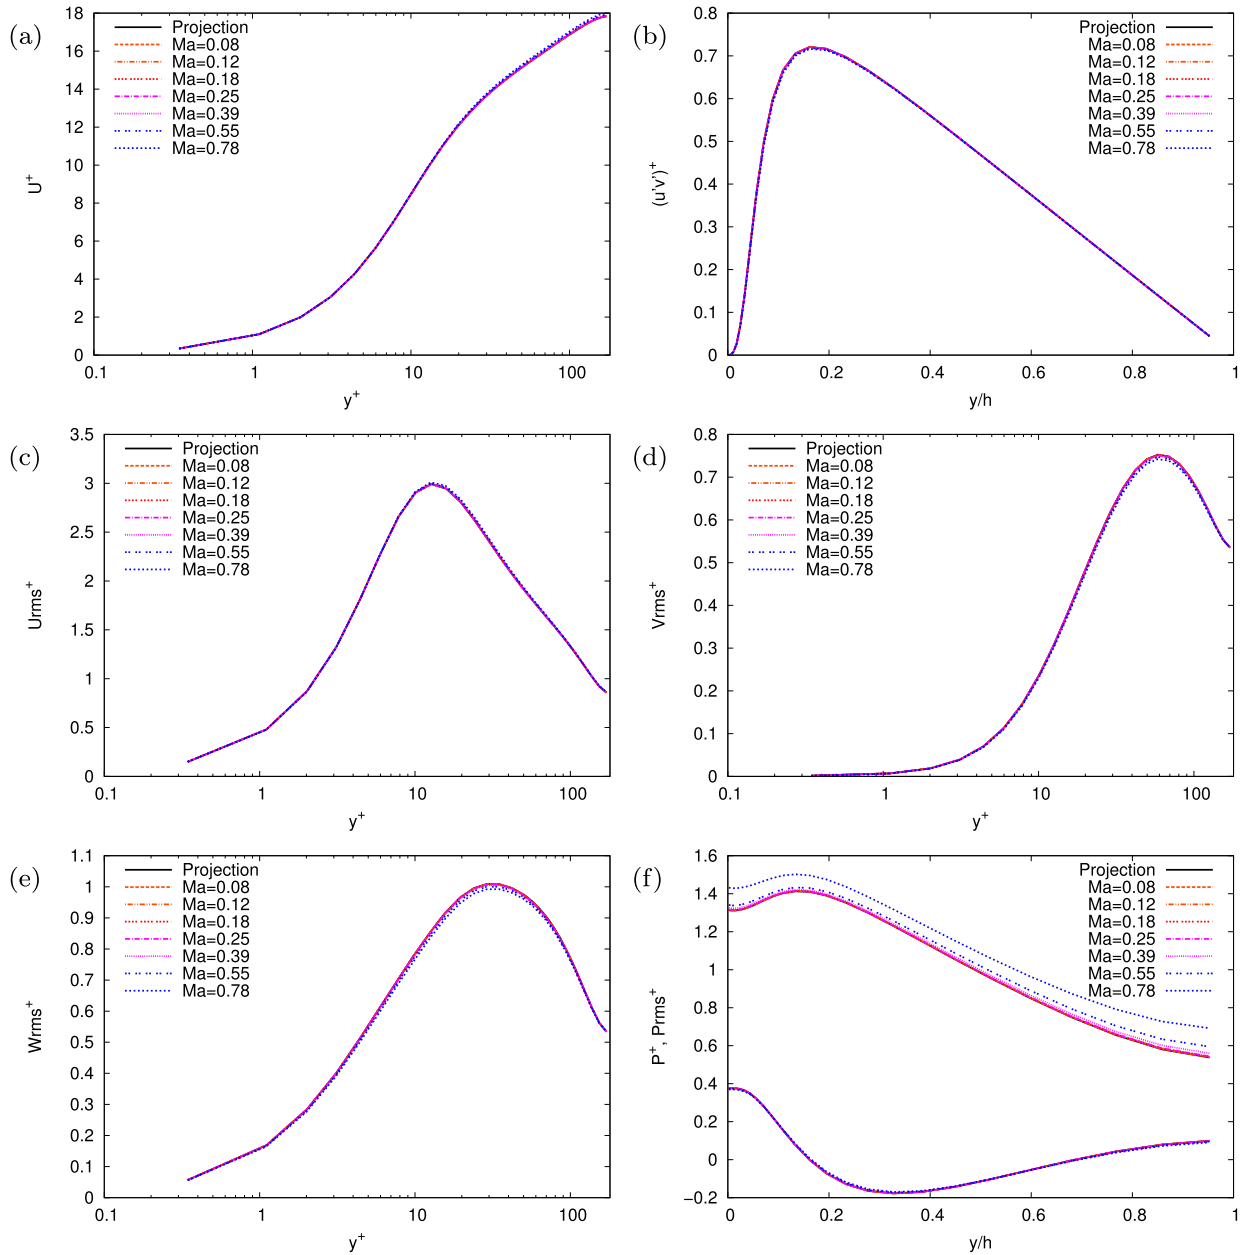 (a)
18
16
14
12
10
8
6
4
2
0
U+
Projection
Ma=0.08
Ma=0.12
Ma=0.18
Ma=0.25
Ma=0.39
Ma=0.55
Ma=0.78
0.1 1 10 100
y+
(b)
0.8
0.7
0.6
0.5
0.4
0.3
0.2
0.1
0
(u'v')+
Projection
Ma=0.08
Ma=0.12
Ma=0.18
Ma=0.25
Ma=0.39
Ma=0.55
Ma=0.78
0 0.2 0.4 0.6 0.8 1
y/h
(c)
3.5
3
2.5
2
1.5
1
0.5
0
Urms+
Projection
Ma=0.08
Ma=0.12
Ma=0.18
Ma=0.25
Ma=0.39
Ma=0.55
Ma=0.78
0.1 1 10 100
y+
(d)
0.8
0.7
0.6
0.5
0.4
0.3
0.2
0.1
0
Vrms+
Projection
Ma=0.08
Ma=0.12
Ma=0.18
Ma=0.25
Ma=0.39
Ma=0.55
Ma=0.78
0.1 1 10 100
y+
(e)
1.1
1
0.9
0.8
0.7
0.6
0.5
0.4
0.3
0.2
0.1
0
Wrms+
Projection
Ma=0.08
Ma=0.12
Ma=0.18
Ma=0.25
Ma=0.39
Ma=0.55
Ma=0.78
0.1 1 10 100
y+
(f)
1.6
1.4
1.2
1
0.8
0.6
0.4
0.2
0
−0.2
P+, Prms+
Projection
Ma=0.08
Ma=0.12
Ma=0.18
Ma=0.25
Ma=0.39
Ma=0.55
Ma=0.78
0 0.2 0.4 0.6 0.8 1
y/h